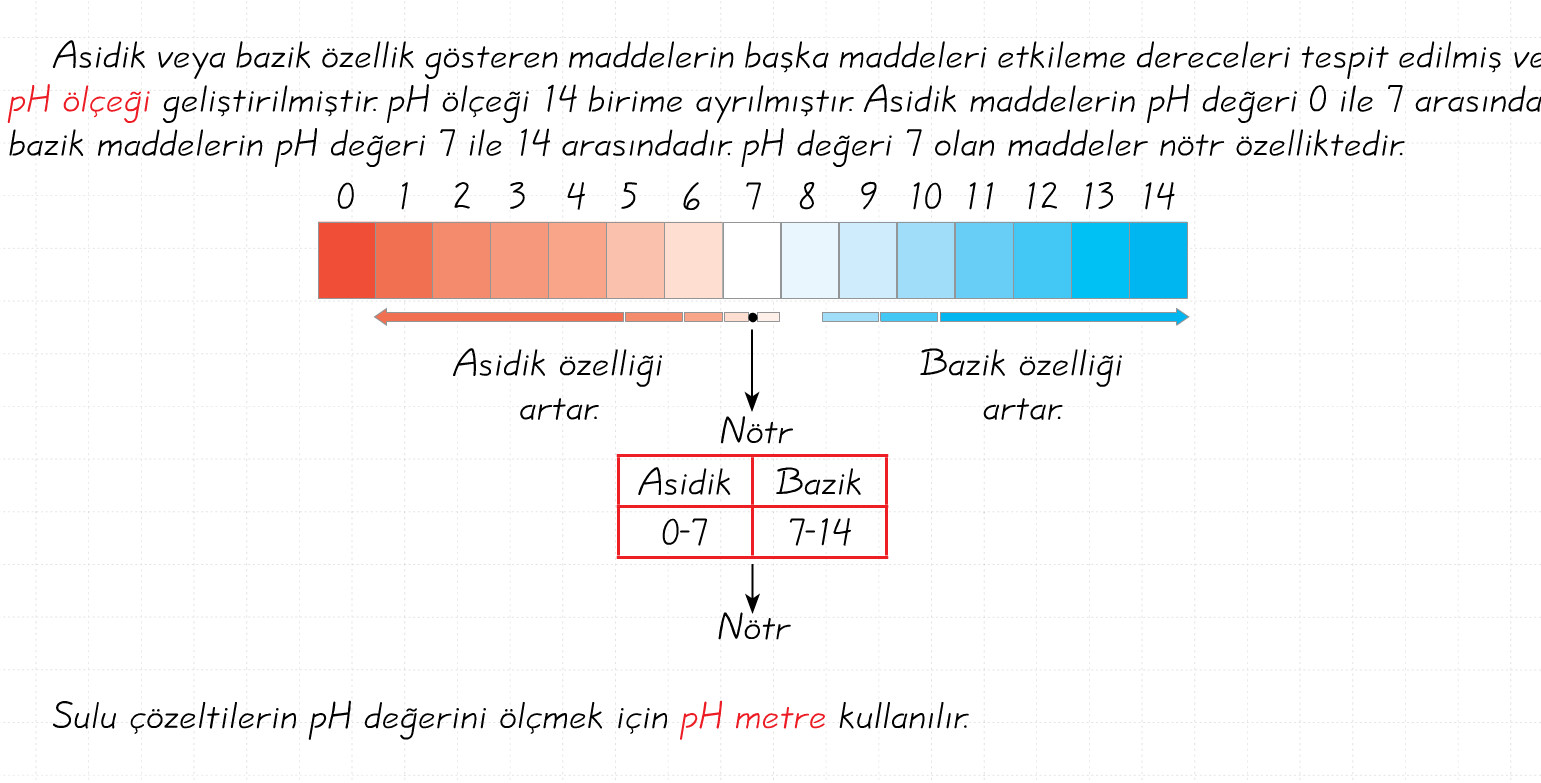 Asidik veya bazik özellik gösteren maddelerin başka maddeleri etkileme dereceleri tespit edilmiş ve
pH ölçeği geliştirilmiştir. pH ölçeği 14 birime ayrılmıştır. Asidik maddelerin pH değeri 0 ile 7 arasında
bazik maddelerin pH değeri 7 ile 14 arasındadır. pH değeri 7 olan maddeler nötr özelliktedir.
0 1 2 3 4 5 6 7 8 9 10 11 12 13 14
Asidik özelliği
artar.
Bazik özelliği
artar.
Nötr
Asidik Bazik
0-7 7-14
Nötr
Sulu çözeltilerin pH değerini ölçmek için pH metre kullanılır.